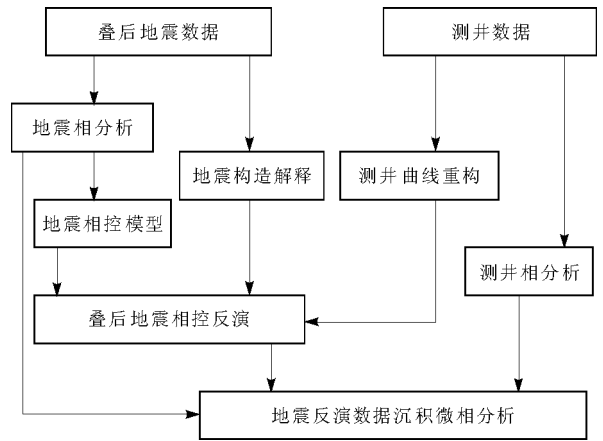 叠后地震数据
测井数据
地震相分析
地震构造解释
测井曲线重构
地震相控模型
测井相分析
叠后地震相控反演
地震反演数据沉积微相分析